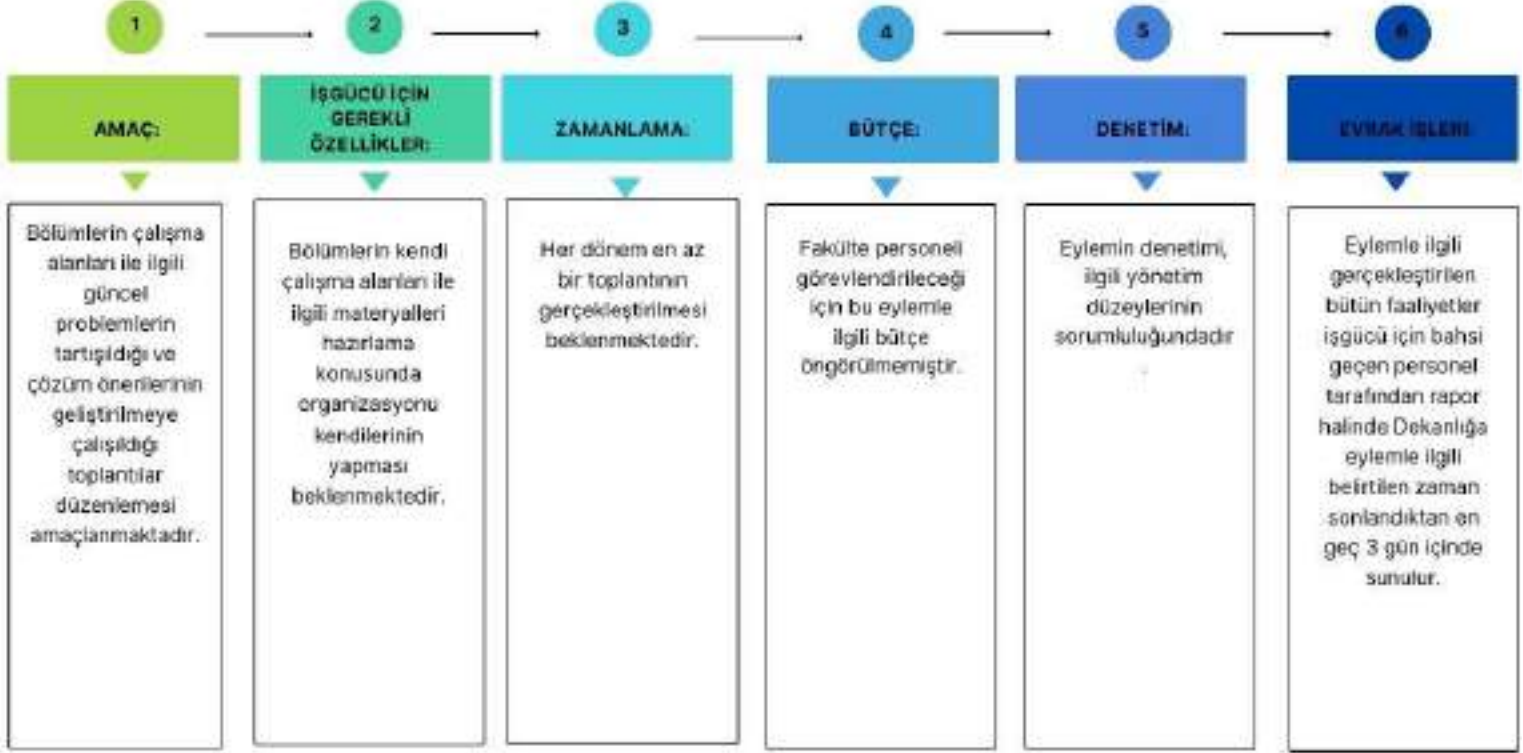 1
2
3
4
5
6
AMAÇ:
İŞGÜCÜ İÇİN
GEREKLİ
ÖZELLİKLER:
ZAMANLAMA:
BÜTÇE:
DENETİM:
EVRAK İŞLERİ:
Bölümlerin çalışma
alanları ile ilgili
güncel
problemlerin
tartışıldığı ve
çözüm önerilerinin
geliştirilmeye
çalışıldığı
toplantılar
düzenlemesi
amaçlanmaktadır.
Bölümlerin kendi
çalışma alanları ile
ilgili materyalleri
hazırlama
konusunda
organizasyonu
kendilerinin
yapması
beklenmektedir.
Her dönem en az
bir toplantının
gerçekleştirilmesi
beklenmektedir.
Fakülte personeli
görevlendirileceği
için bu eylemle
ilgili bütçe
öngörülmemiştir.
Eylemin denetimi,
ilgili yönetim
düzeylerinin
sorumluluğundadır
.
Eylemle ilgili
gerçekleştirilen
bütün faaliyetler
işgücü için bahsi
geçen personel
tarafından rapor
halinde Dekanlığa
eylemle ilgili
belirtilen zaman
sonlandıktan en
geç 3 gün içinde
sunulur.